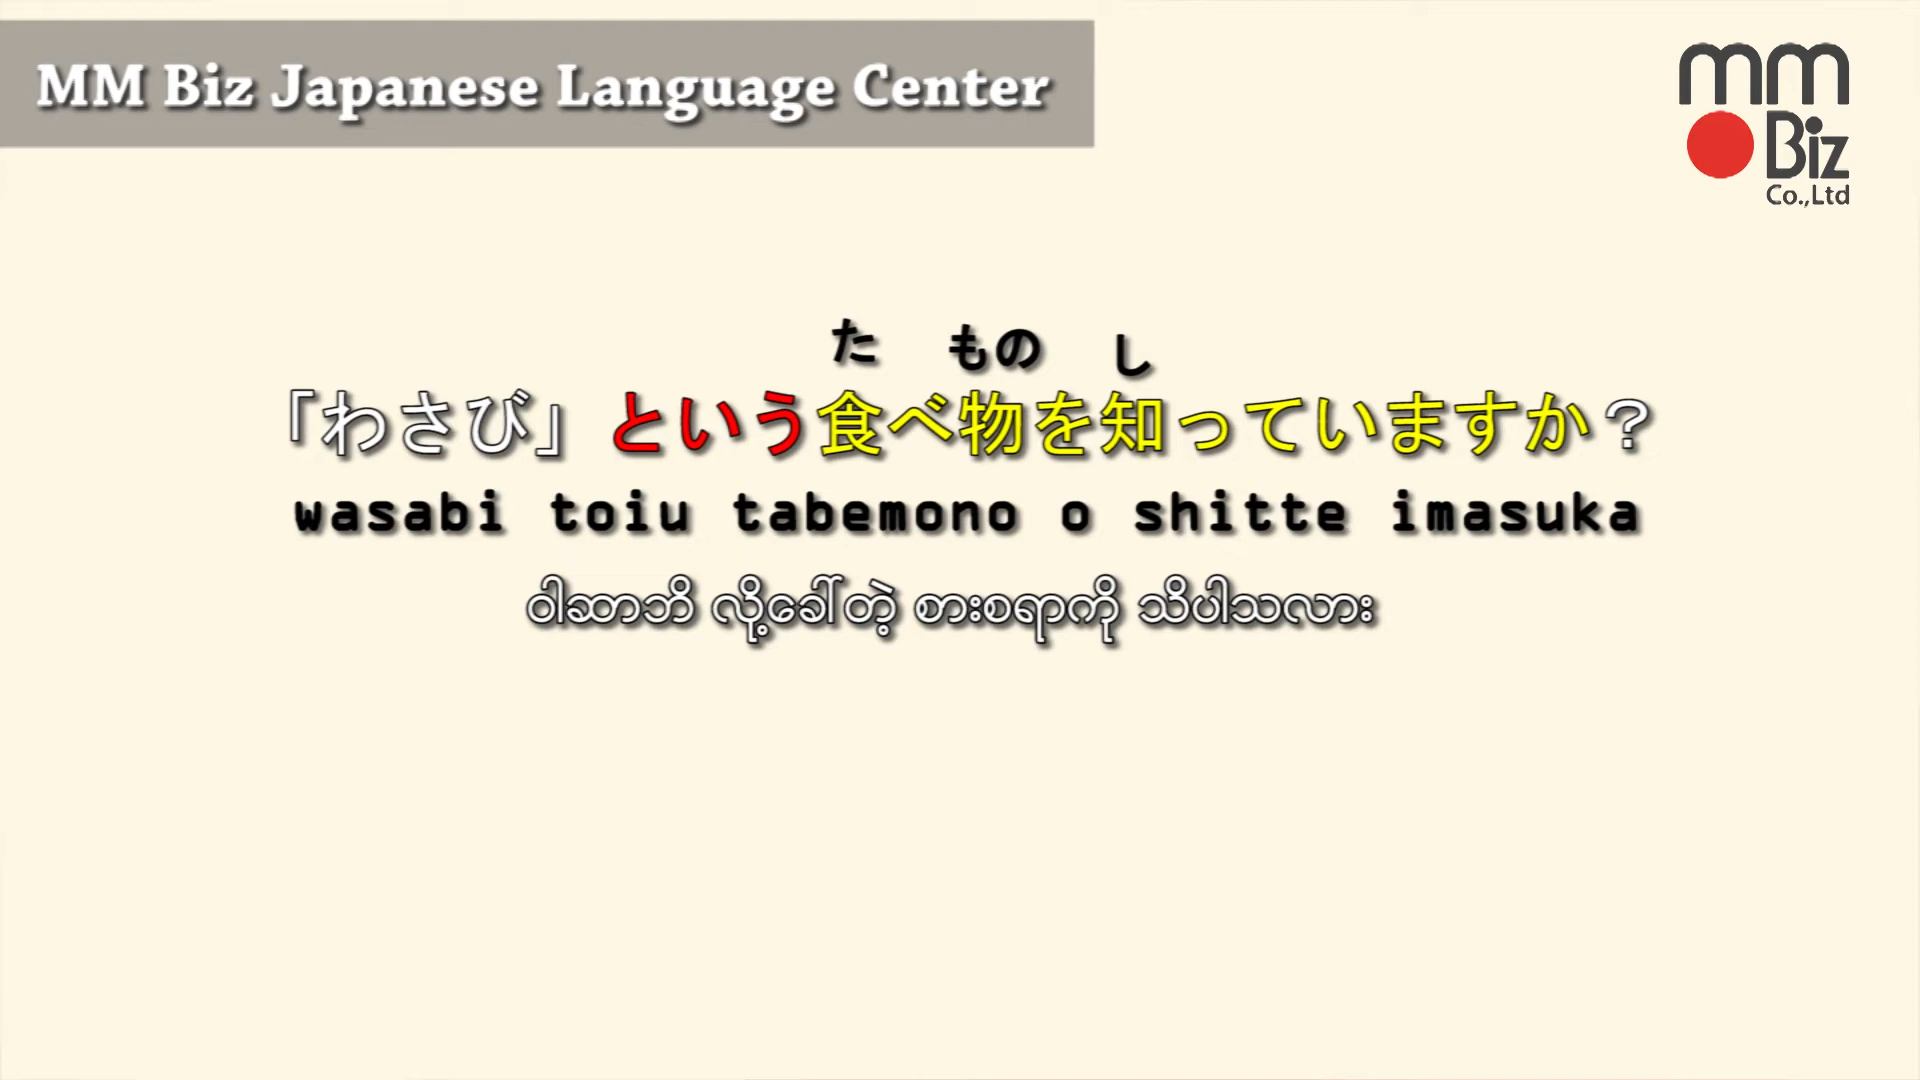 MM Biz Japanese Language Center
mm
Biz
Co.,Ltd
た もの し
「わさび」という食べ物を知っていますか？
wasabi toiu tabemono o shitte imasuka
ဝါဆာဘိ လို့ခေါ်တဲ့ စားစရာကို သိပါသလား